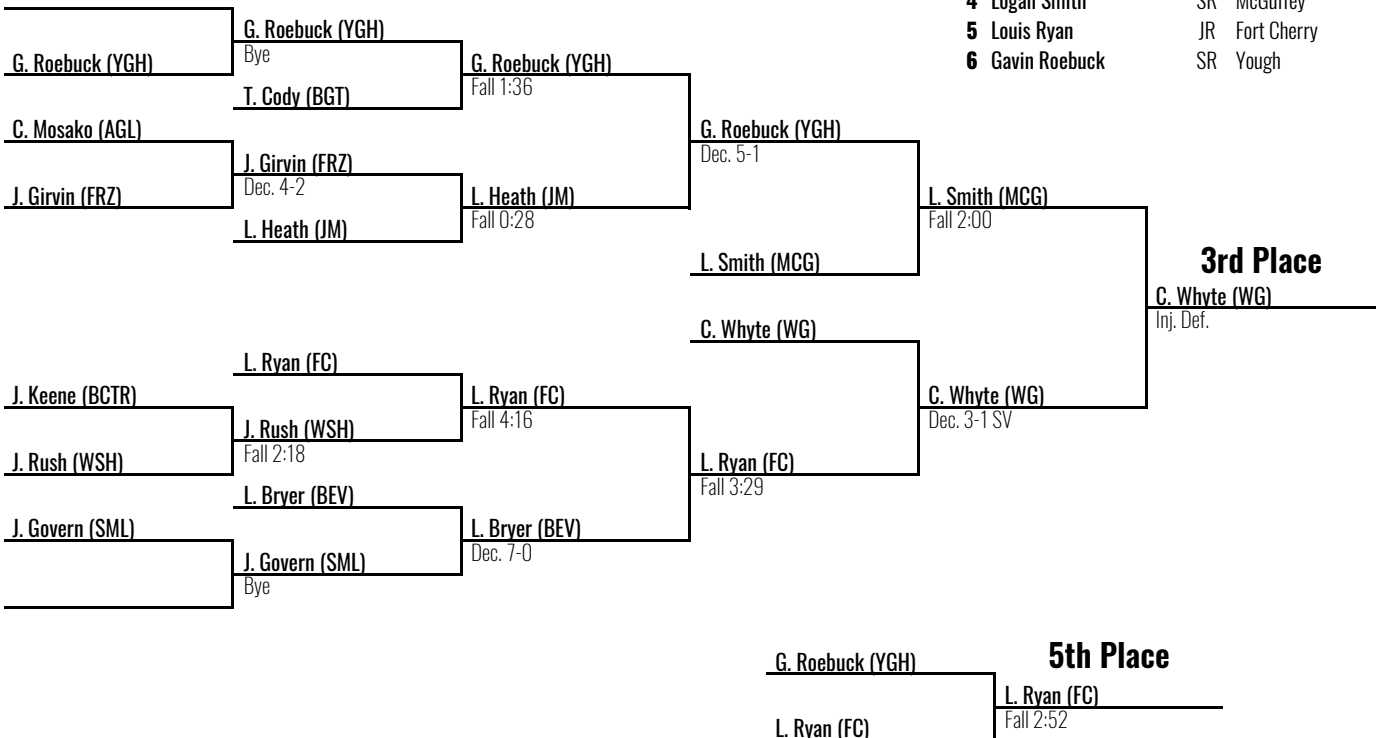 4 Logan Smith SR McGuffey
5 Louis Ryan JR Fort Cherry
6 Gavin Roebuck SR Yough
G. Roebuck (YGH)
G. Roebuck (YGH)
Bye
T. Cody (BGT)
G. Roebuck (YGH)
Fall 1:36
C. Mosako (AGL)
J. Girvin (FRZ)
J. Girvin (FRZ)
Dec. 4-2
L. Heath (JM)
L. Heath (JM)
Fall 0:28
G. Roebuck (YGH)
Dec. 5-1
L. Smith (MCG)
L. Smith (MCG)
Fall 2:00
3rd Place
C. Whyte (WG)
Inj. Def.
C. Whyte (WG)
C. Whyte (WG)
Dec. 3-1 SV
L. Ryan (FC)
J. Keene (BCTR)
J. Rush (WSH)
J. Rush (WSH)
Fall 2:18
L. Ryan (FC)
Fall 4:16
L. Ryan (FC)
Fall 3:29
L. Bryer (BEV)
J. Govern (SML)
J. Govern (SML)
Bye
L. Bryer (BEV)
Dec. 7-0
5th Place
G. Roebuck (YGH)
L. Ryan (FC)
L. Ryan (FC)
Fall 2:52